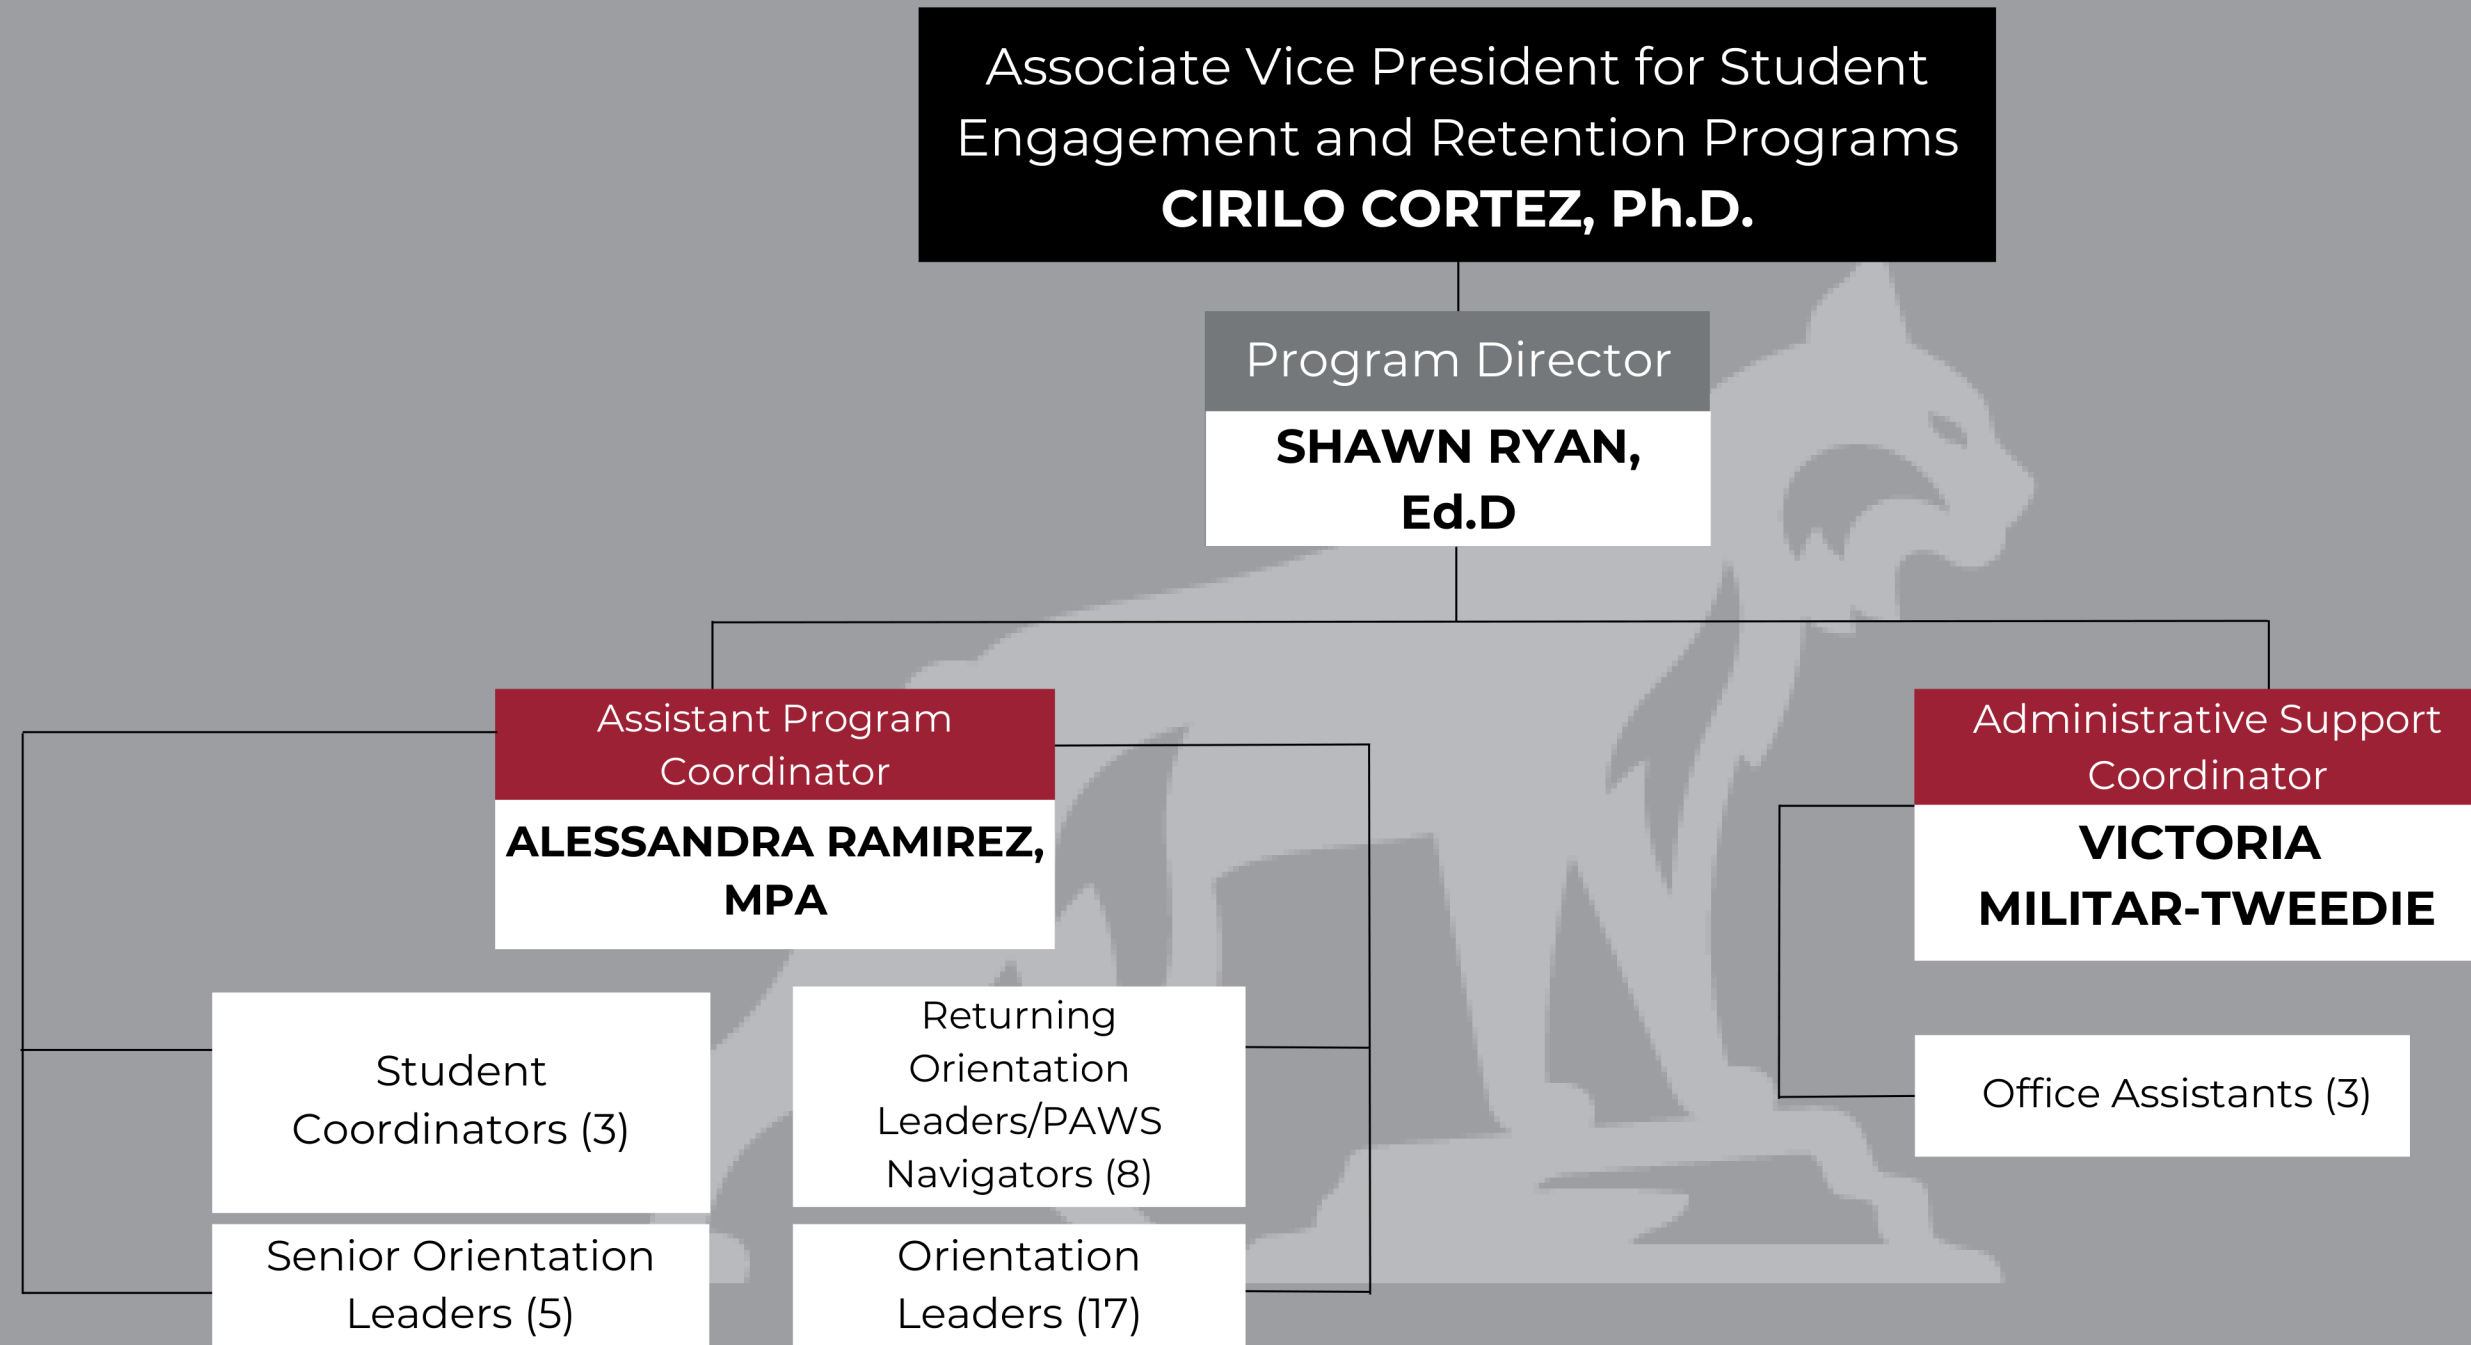 Associate Vice President for Student
Engagement and Retention Programs
CIRILO CORTEZ, Ph.D.
Program Director
SHAWN RYAN,
Ed.D
Assistant Program
Coordinator
ALESSANDRA RAMIREZ,
MPA
Administrative Support
Coordinator
VICTORIA
MILITAR-TWEEDIE
Student
Coordinators (3)
Returning
Orientation
Leaders/PAWS
Navigators (8)
Office Assistants (3)
Senior Orientation
Leaders (5)
Orientation
Leaders (17)